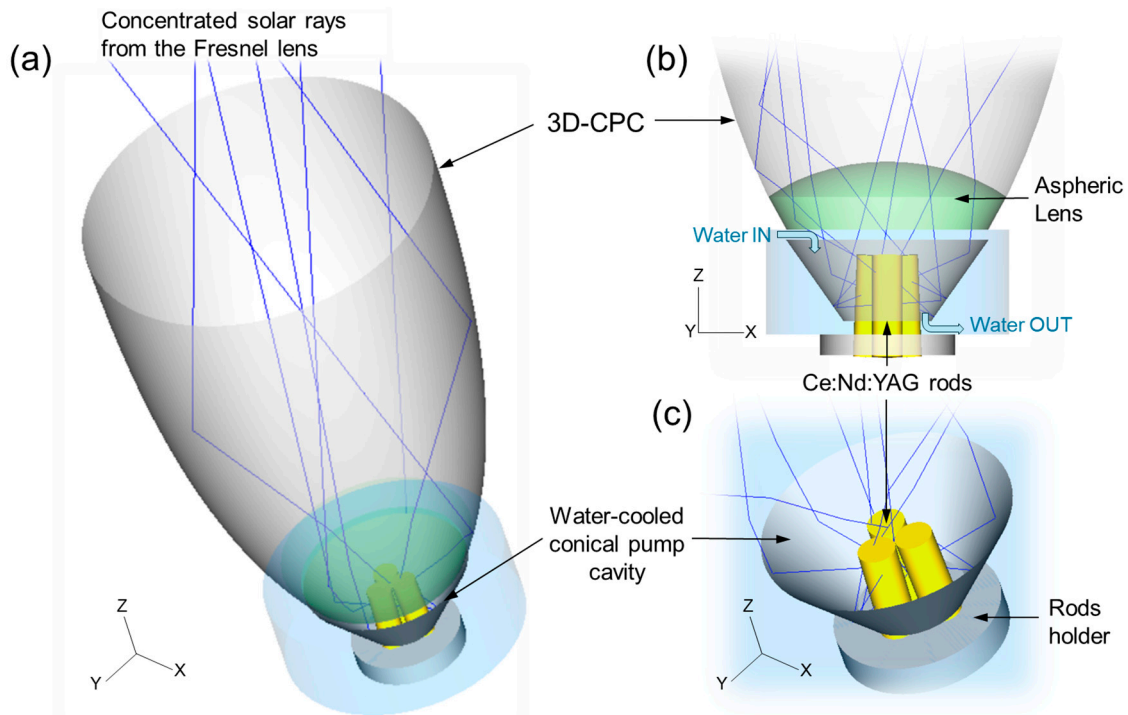 Concentrated solar rays
from the Fresnel lens
(a)
3D-CPC
Water-cooled
conical pump
cavity
Z
Y
X
(b)
Aspheric
Lens
Water IN
Z
Y
X
Water OUT
Ce:Nd:YAG rods
(c)
Rods
holder
Z
Y
X